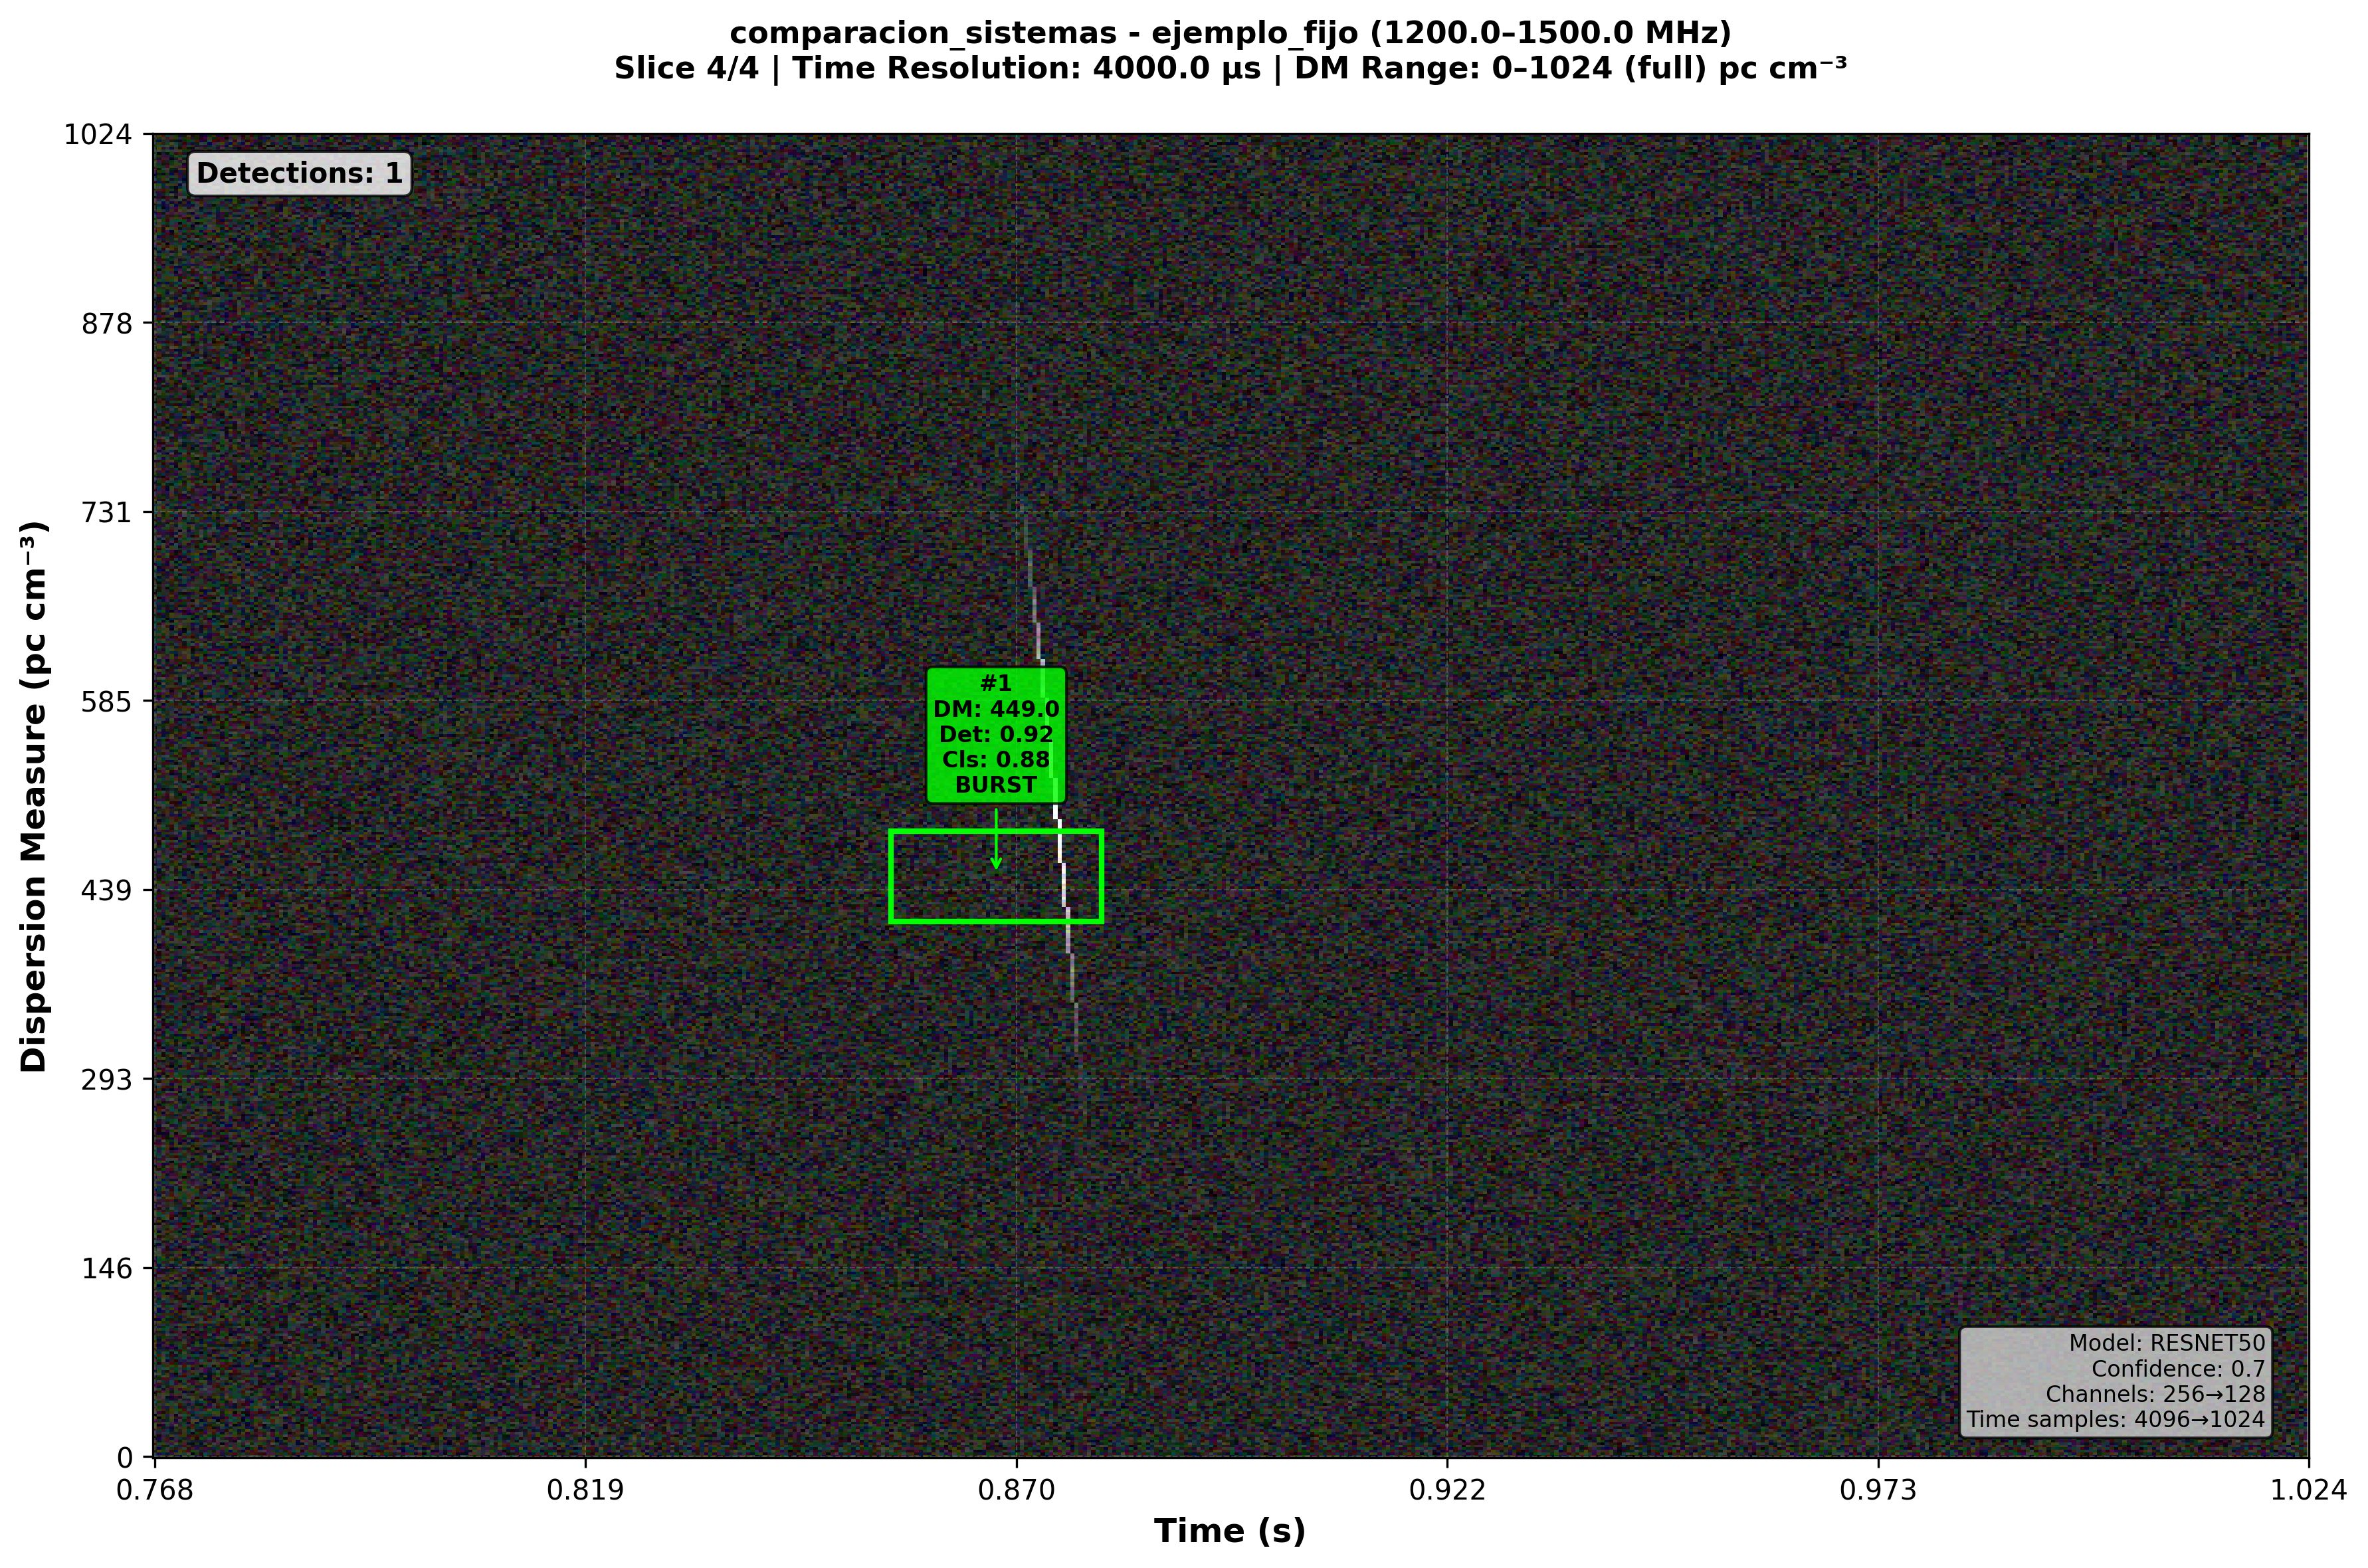 comparacion_sistemas - ejemplo_fijo (1200.0–1500.0 MHz)
Slice 4/4 | Time Resolution: 4000.0 µs | DM Range: 0–1024 (full) pc cm⁻³
Detections: 1
1024
878
731
585
439
293
146
0
Dispersion Measure (pc cm⁻³)
#1
DM: 449.0
Det: 0.92
Cls: 0.88
BURST
Model: RESNET50
Confidence: 0.7
Channels: 256→128
Time samples: 4096→1024
0.768
0.819
0.870
0.922
0.973
1.024
Time (s)